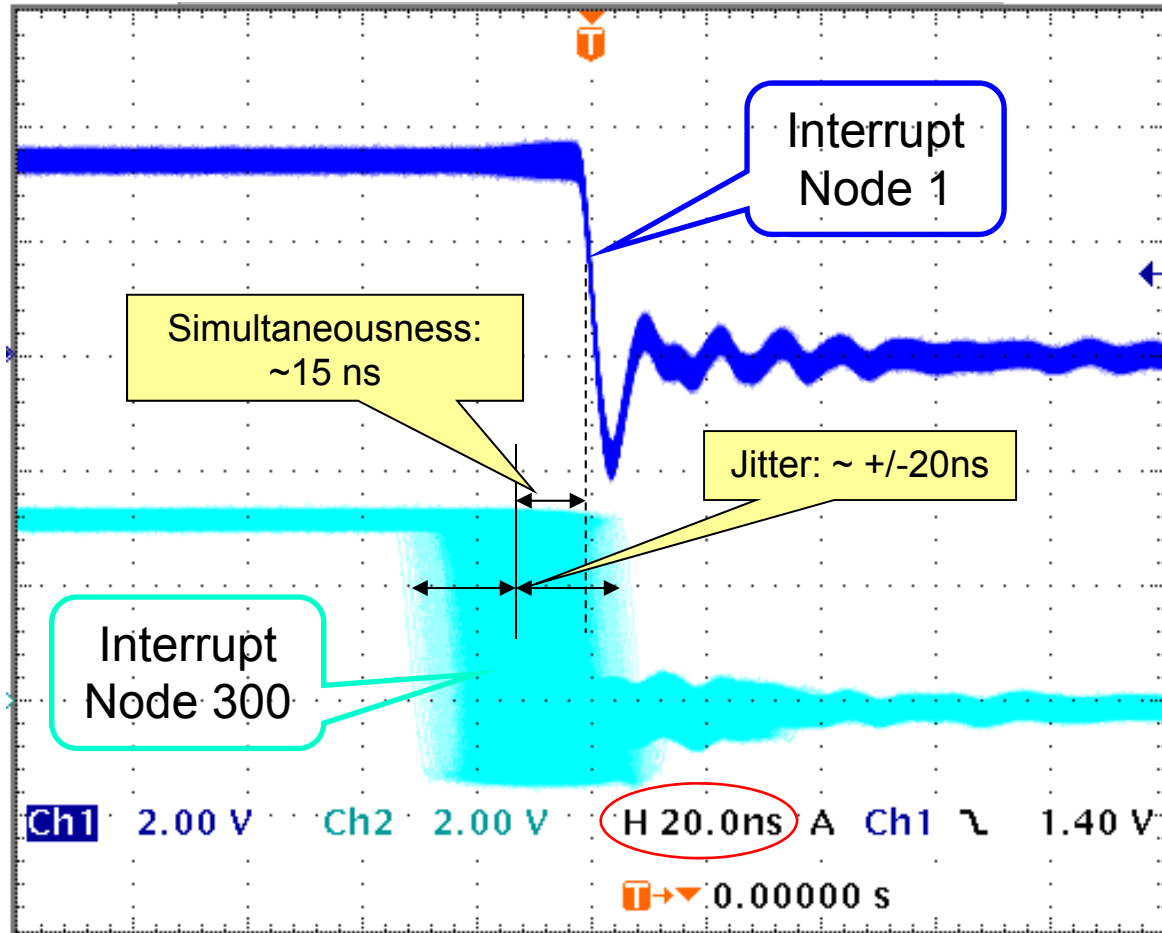 T
Interrupt
Node 1
Simultaneousness:
~15 ns
Jitter: ~ +/-20ns
Interrupt
Node 300
Ch1 2.00 V Ch2 2.00 V H 20.0ns A Ch1 1.40 V
T 0.00000 s